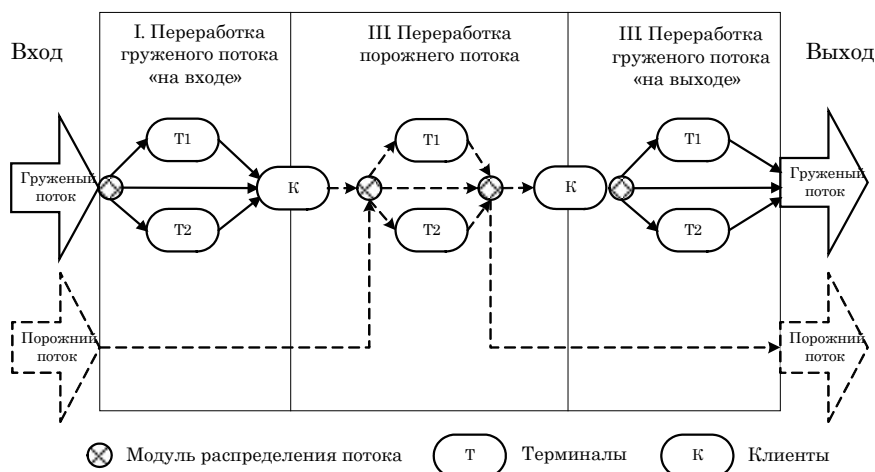 Вход
I. Переработка
груженого потока
«на входе»
III. Переработка
порожнего потока
III. Переработка
груженого потока
«на выходе»
Выход
Груженый
поток
Т1
Т2
К
Т1
Т2
К
Т1
Т2
Груженый
поток
Порожний
поток
Порожний
поток
Модуль распределения потока
Т
Терминалы
К
Клиенты